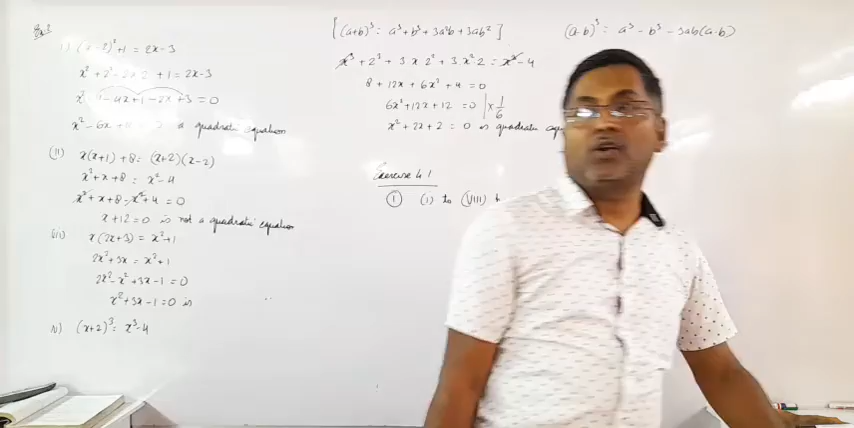 Ex 2
i) (x-2)² + 1 = 2x - 3
x² + 2² - 2x 2 + 1 = 2x - 3
x² 4 - 4x + 1 - 2x + 3 = 0
x² - 6x + a quadratic equation
(ii) x(x+1) + 8 = (x+2)(x-2)
x² + x + 8 = x² - 4
x² + x + 8 - x² + 4 = 0
x + 12 = 0 is not a quadratic equation
iii) x(2x+3) = x² + 1
2x² + 3x = x² + 1
2x² - x² + 3x - 1 = 0
x² + 3x - 1 = 0 is
iv) (x+2)³ = x³ - 4
[(a+b)³ = a³ + b³ + 3a²b + 3ab²]
x³ + 2³ + 3 x 2² + 3 x² 2 = x³ - 4
8 + 12x + 6x² + 4 = 0
6x² + 12x + 12 = 0 | × 1/6
x² + 2x + 2 = 0 is quadratic equ
Exercise 4.1
① (i) to (VIII)
(a-b)³ = a³ - b³ - 3ab(a-b)